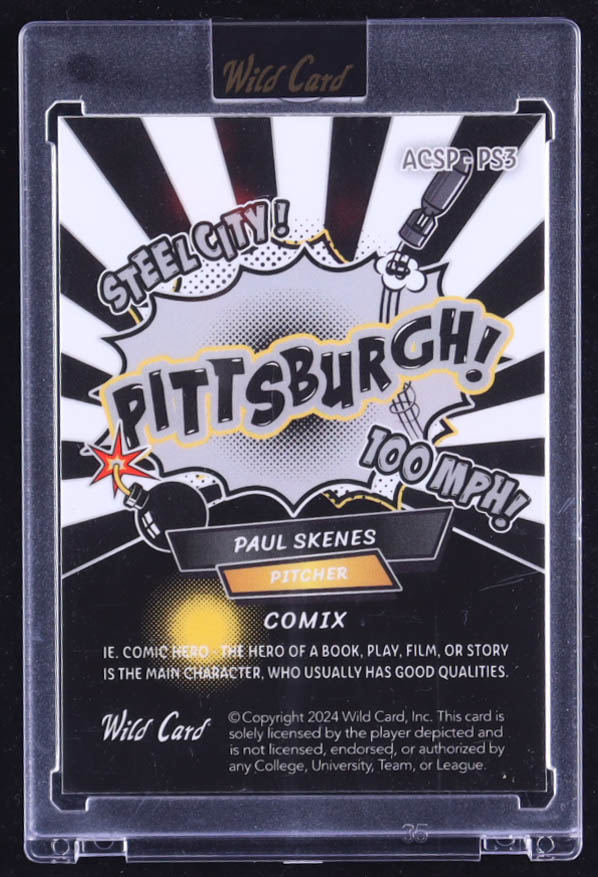 Wild Card
ACSP-PS3
STEEL CITY!
PITTSBURGH!
100 MPH!
PAUL SKENES
PITCHER
COMIX
IE. COMIC HERO - THE HERO OF A BOOK, PLAY, FILM, OR STORY
IS THE MAIN CHARACTER, WHO USUALLY HAS GOOD QUALITIES.
Wild Card
© Copyright 2024 Wild Card, Inc. This card is
solely licensed by the player depicted and
is not licensed, endorsed, or authorized by
any College, University, Team, or League.
35